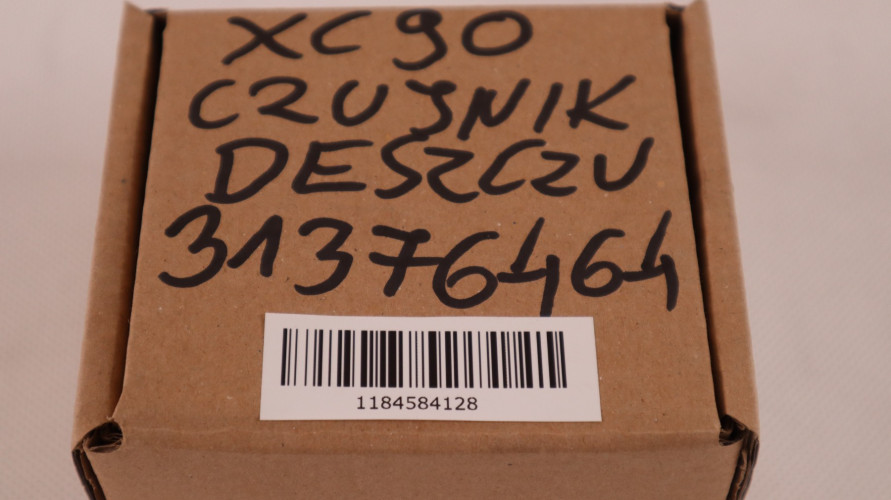 XC90
CZUJNIK
DESZCZU
31376464
1184584128